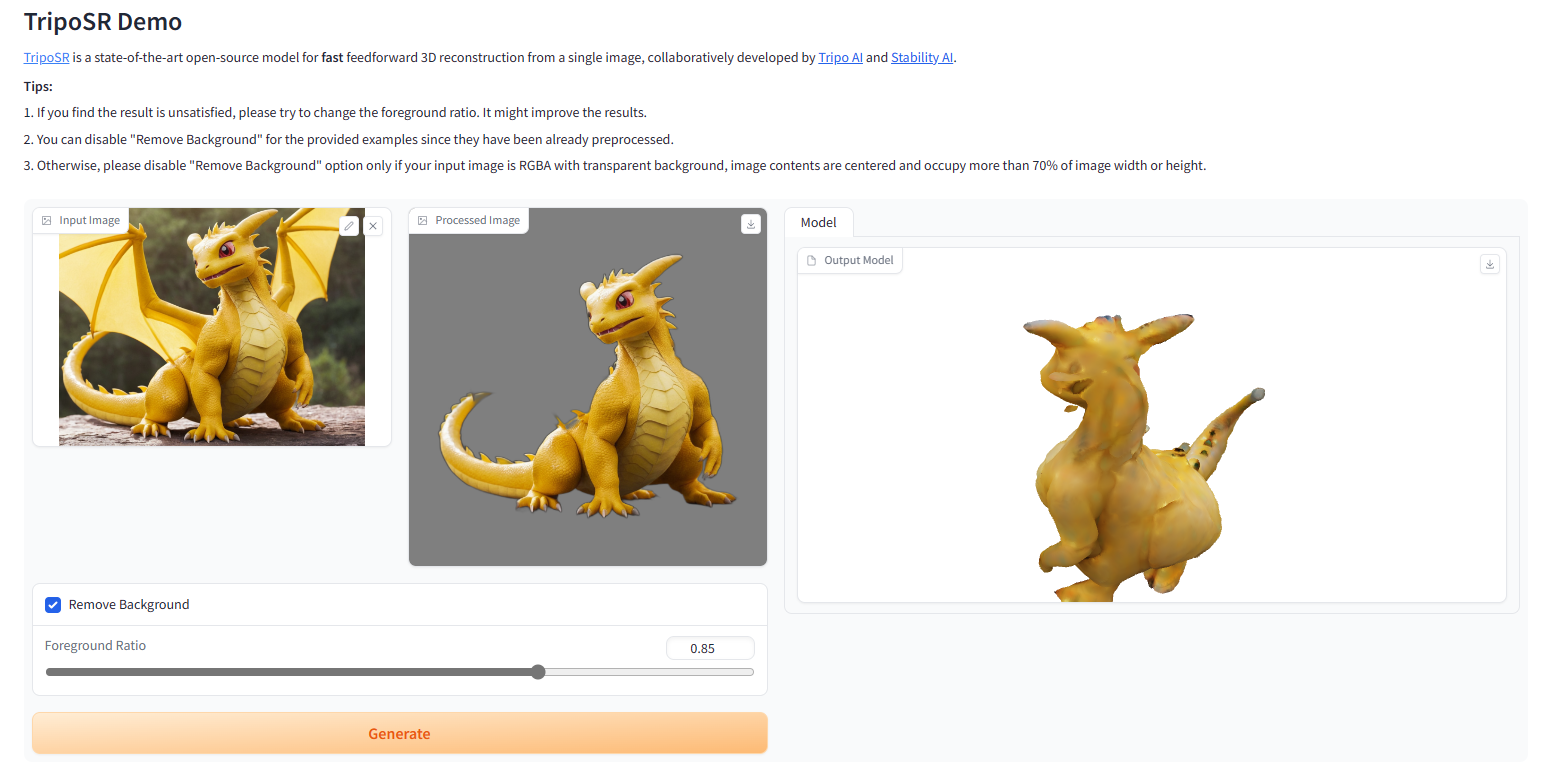 TripoSR Demo
TripoSR is a state-of-the-art open-source model for fast feedforward 3D reconstruction from a single image, collaboratively developed by Tripo AI and Stability AI.
Tips:
1. If you find the result is unsatisfied, please try to change the foreground ratio. It might improve the results.
2. You can disable "Remove Background" for the provided examples since they have been already preprocessed.
3. Otherwise, please disable "Remove Background" option only if your input image is RGBA with transparent background, image contents are centered and occupy more than 70% of image width or height.
Input Image
Processed Image
Model
Output Model
Remove Background
Foreground Ratio
0.85
Generate